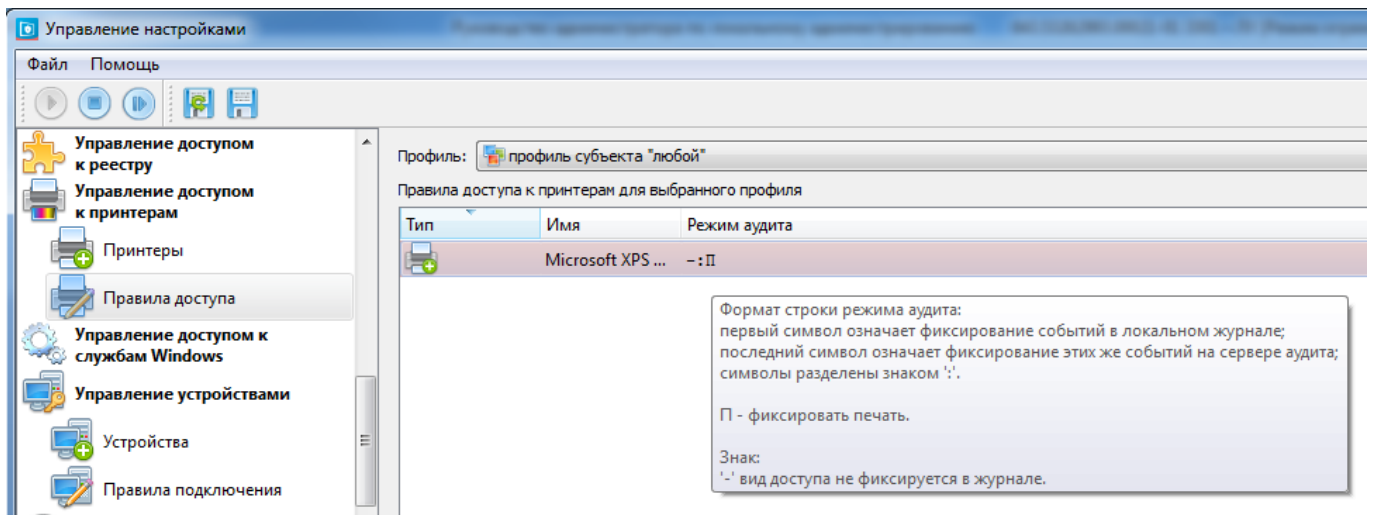 Управление настройками
Файл Помощь
Управление доступом
к реестру
Управление доступом
к принтерам
Принтеры
Правила доступа
Управление доступом к
службам Windows
Управление устройствами
Устройства
Правила подключения
Профиль: профиль субъекта "любой"
Правила доступа к принтерам для выбранного профиля
Тип Имя Режим аудита
Microsoft XPS ... -:П
Формат строки режима аудита:
первый символ означает фиксирование событий в локальном журнале;
последний символ означает фиксирование этих же событий на сервере аудита;
символы разделены знаком ':'.
П - фиксировать печать.
Знак:
'-' вид доступа не фиксируется в журнале.